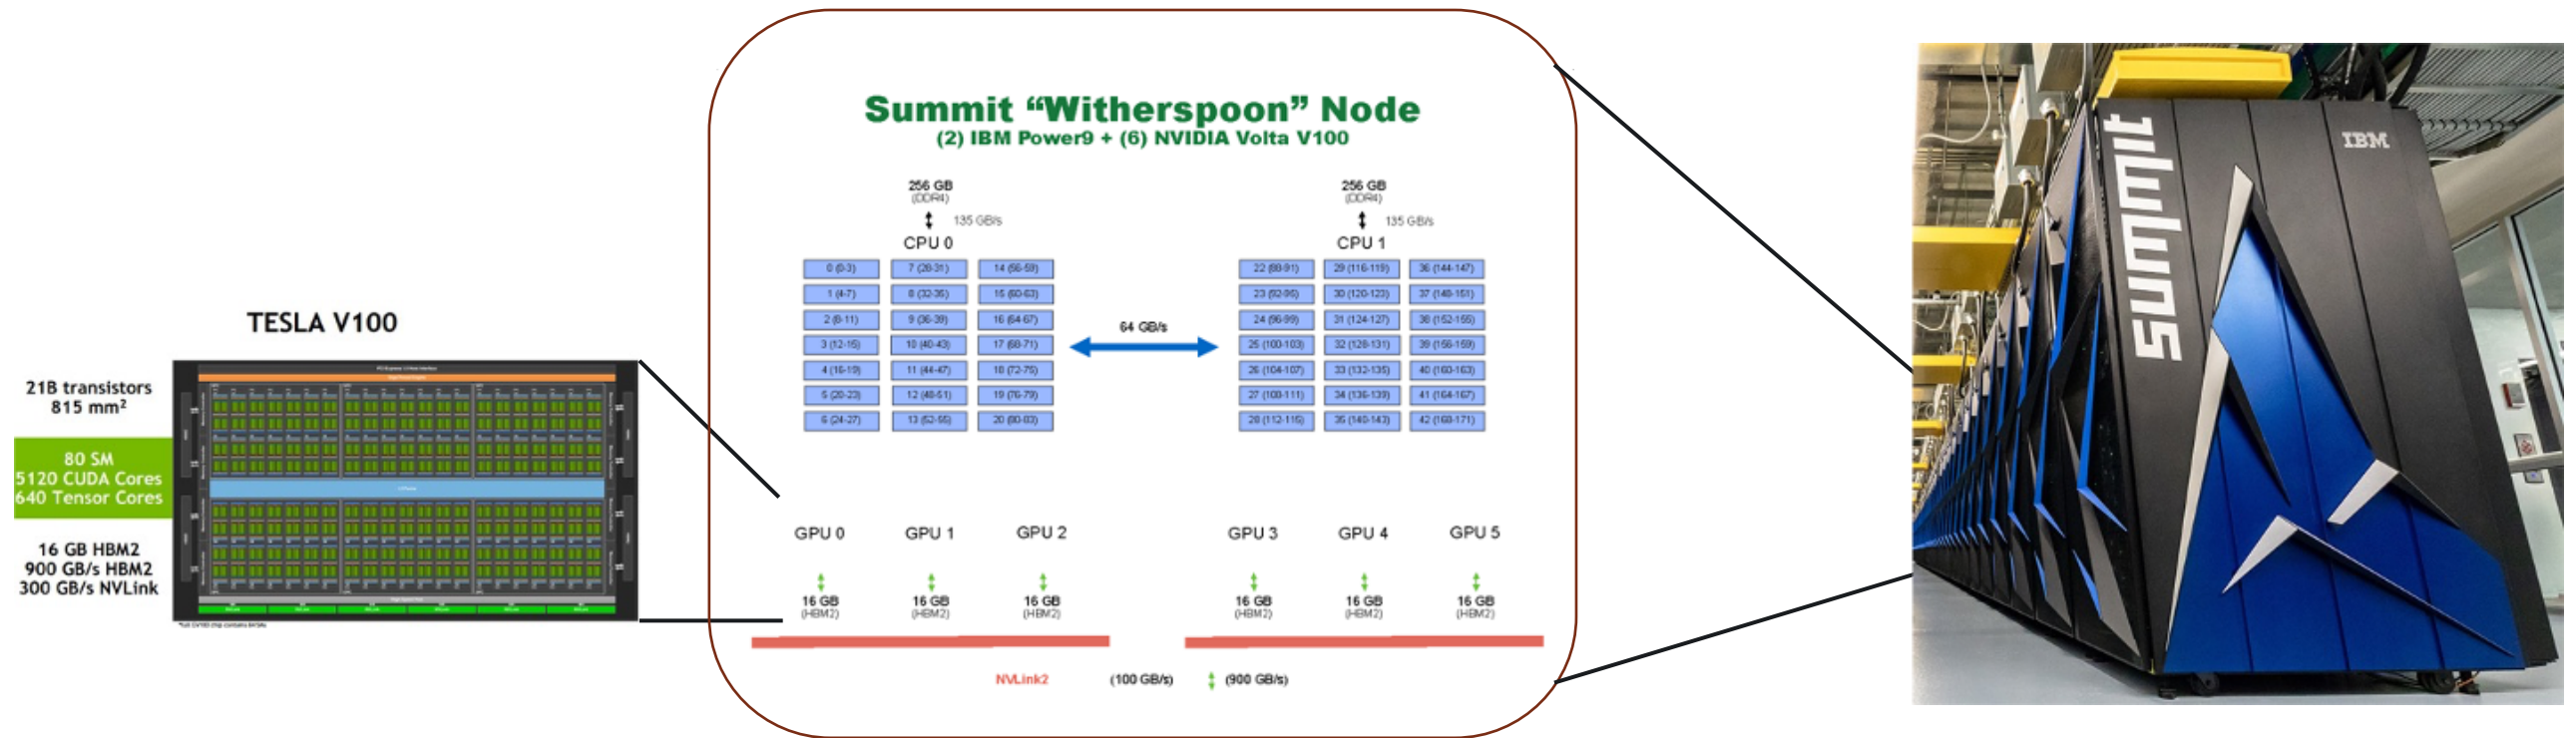 TESLA V100
21B transistors
815 mm²
80 SM
5120 CUDA Cores
640 Tensor Cores
16 GB HBM2
900 GB/s HBM2
300 GB/s NVLink
Summit “Witherspoon” Node
(2) IBM Power9 + (6) NVIDIA Volta V100
256 GB
(DDR4)
135 GB/s
CPU 0
0 (0-3) 7 (28-31) 14 (56-59)
1 (4-7) 8 (32-35) 15 (60-63)
2 (8-11) 9 (36-39) 16 (64-67)
3 (12-15) 10 (40-43) 17 (68-71)
4 (16-19) 11 (44-47) 18 (72-75)
5 (20-23) 12 (48-51) 19 (76-79)
6 (24-27) 13 (52-55) 20 (80-83)
64 GB/s
256 GB
(DDR4)
135 GB/s
CPU 1
22 (88-91) 29 (116-119) 36 (144-147)
23 (92-95) 30 (120-123) 37 (148-151)
24 (96-99) 31 (124-127) 38 (152-155)
25 (100-103) 32 (128-131) 39 (156-159)
26 (104-107) 33 (132-135) 40 (160-163)
27 (108-111) 34 (136-139) 41 (164-167)
28 (112-115) 35 (140-143) 42 (168-171)
GPU 0 GPU 1 GPU 2 GPU 3 GPU 4 GPU 5
16 GB 16 GB 16 GB 16 GB 16 GB 16 GB
(HBM2) (HBM2) (HBM2) (HBM2) (HBM2) (HBM2)
NVLink2 (100 GB/s) (900 GB/s)
summit
IBM